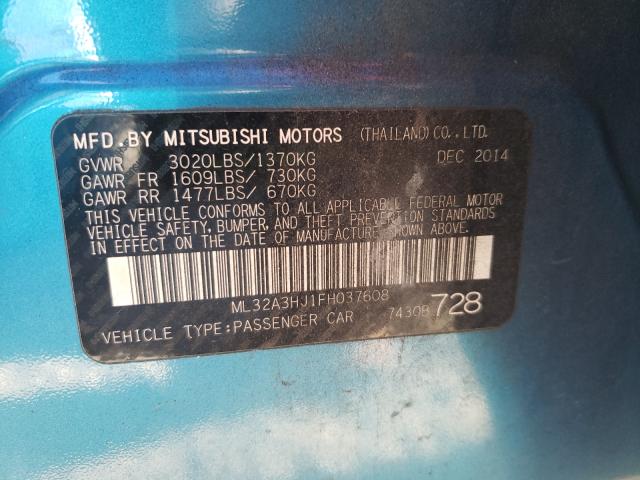 MFD.BY MITSUBISHI MOTORS (THAILAND)CO.,LTD.
GVWR 3020LBS/1370KG DEC 2014
GAWR FR 1609LBS/ 730KG
GAWR RR 1477LBS/ 670KG
THIS VEHICLE CONFORMS TO ALL APPLICABLE FEDERAL MOTOR
VEHICLE SAFETY, BUMPER, AND THEFT PREVENTION STANDARDS
IN EFFECT ON THE DATE OF MANUFACTURE SHOWN ABOVE.
ML32A3HJ1FH037608
VEHICLE TYPE:PASSENGER CAR 7430B 728